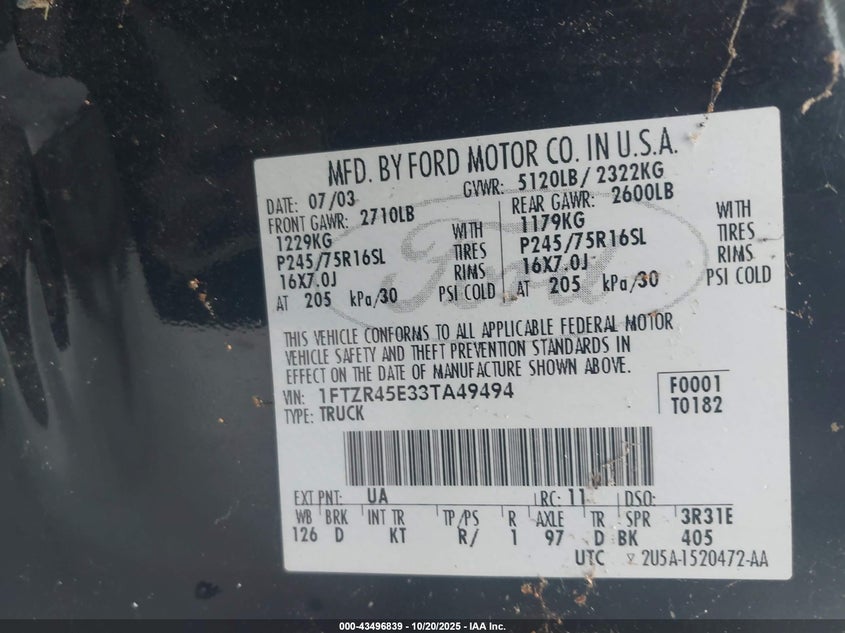 MFD. BY FORD MOTOR CO. IN U.S.A.
DATE: 07/03 GVWR: 5120LB/ 2322KG
FRONT GAWR: 2710LB REAR GAWR: 2600LB
1229KG WITH 1179KG WITH
P245/75R16SL TIRES P245/75R16SL TIRES
16X7.0J RIMS 16X7.0J RIMS
AT 205 kPa/30 PSI COLD AT 205 kPa/30 PSI COLD
Ford
THIS VEHICLE CONFORMS TO ALL APPLICABLE FEDERAL MOTOR
VEHICLE SAFETY AND THEFT PREVENTION STANDARDS IN
EFFECT ON THE DATE OF MANUFACTURE SHOWN ABOVE.
VIN: 1FTZR45E33TA49494 F0001
TYPE: TRUCK T0182
EXT PNT: UA RC: 11 DSO:
WB BRK INT TR TP/PS R AXLE TR SPR 3R31E
126 D KT R/ 1 97 D BK 405
UTC 2U5A-1520472-AA
000-43496839 - 10/20/2025 - IAA Inc.